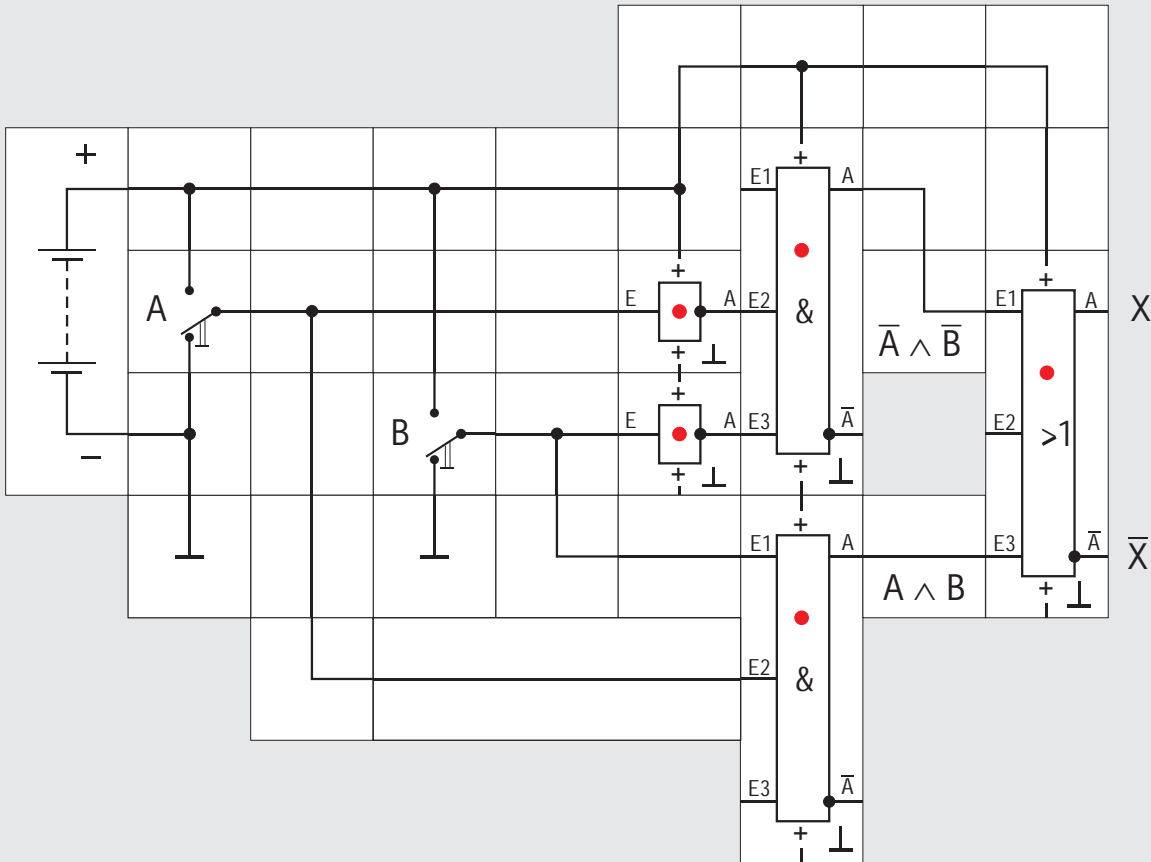 +
+
E1 A
+
E A E2 E1 A X
A & A̅ ∧ B̅
+ ⊥
+
B E A E3 A̅ E2 >1
−
+ ⊥ + ⊥
+
E1 A E3 A̅ X̅
A ∧ B + ⊥
E2 &
E3 A̅
+ ⊥